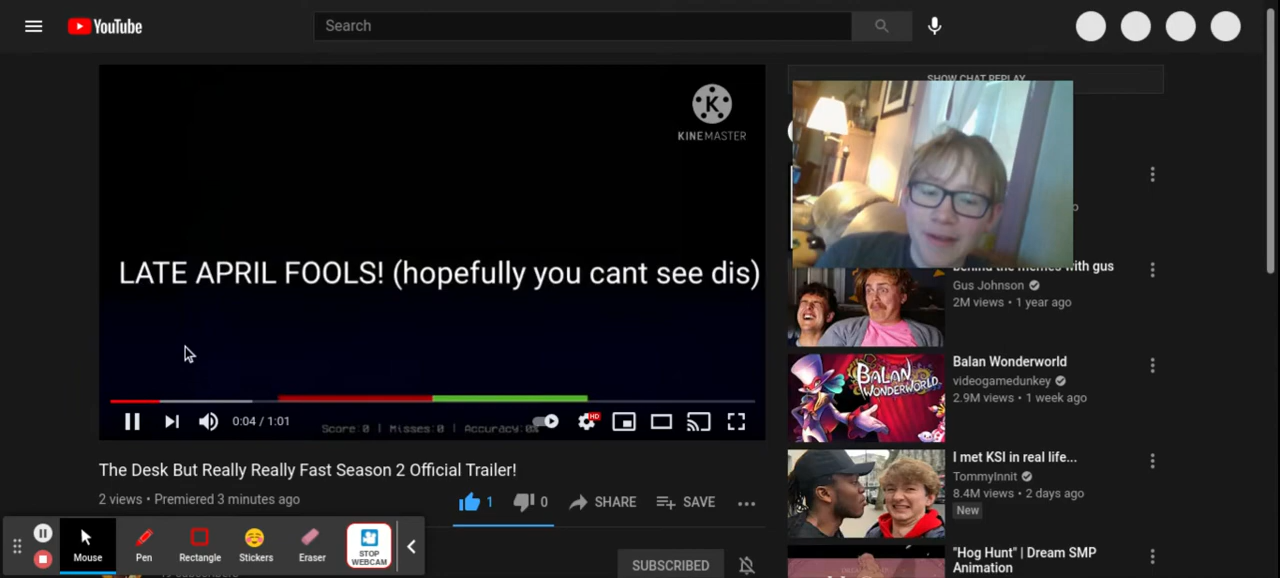 YouTube
Search
SHOW CHAT REPLAY
KINEMASTER
LATE APRIL FOOLS! (hopefully you cant see dis)
0:04 / 1:01
HD
Score:0 | Misses:0 | Accuracy:0%
The Desk But Really Really Fast Season 2 Official Trailer!
2 views • Premiered 3 minutes ago
1
0
SHARE
SAVE
SUBSCRIBED
behind the memes with gus
Gus Johnson
2M views • 1 year ago
BALAN
WONDERWORLD
Balan Wonderworld
videogamedunkey
2.9M views • 1 week ago
I met KSI in real life...
TommyInnit
8.4M views • 2 days ago
New
"Hog Hunt" | Dream SMP
Animation
Mouse
Pen
Rectangle
Stickers
Eraser
STOP
WEBCAM